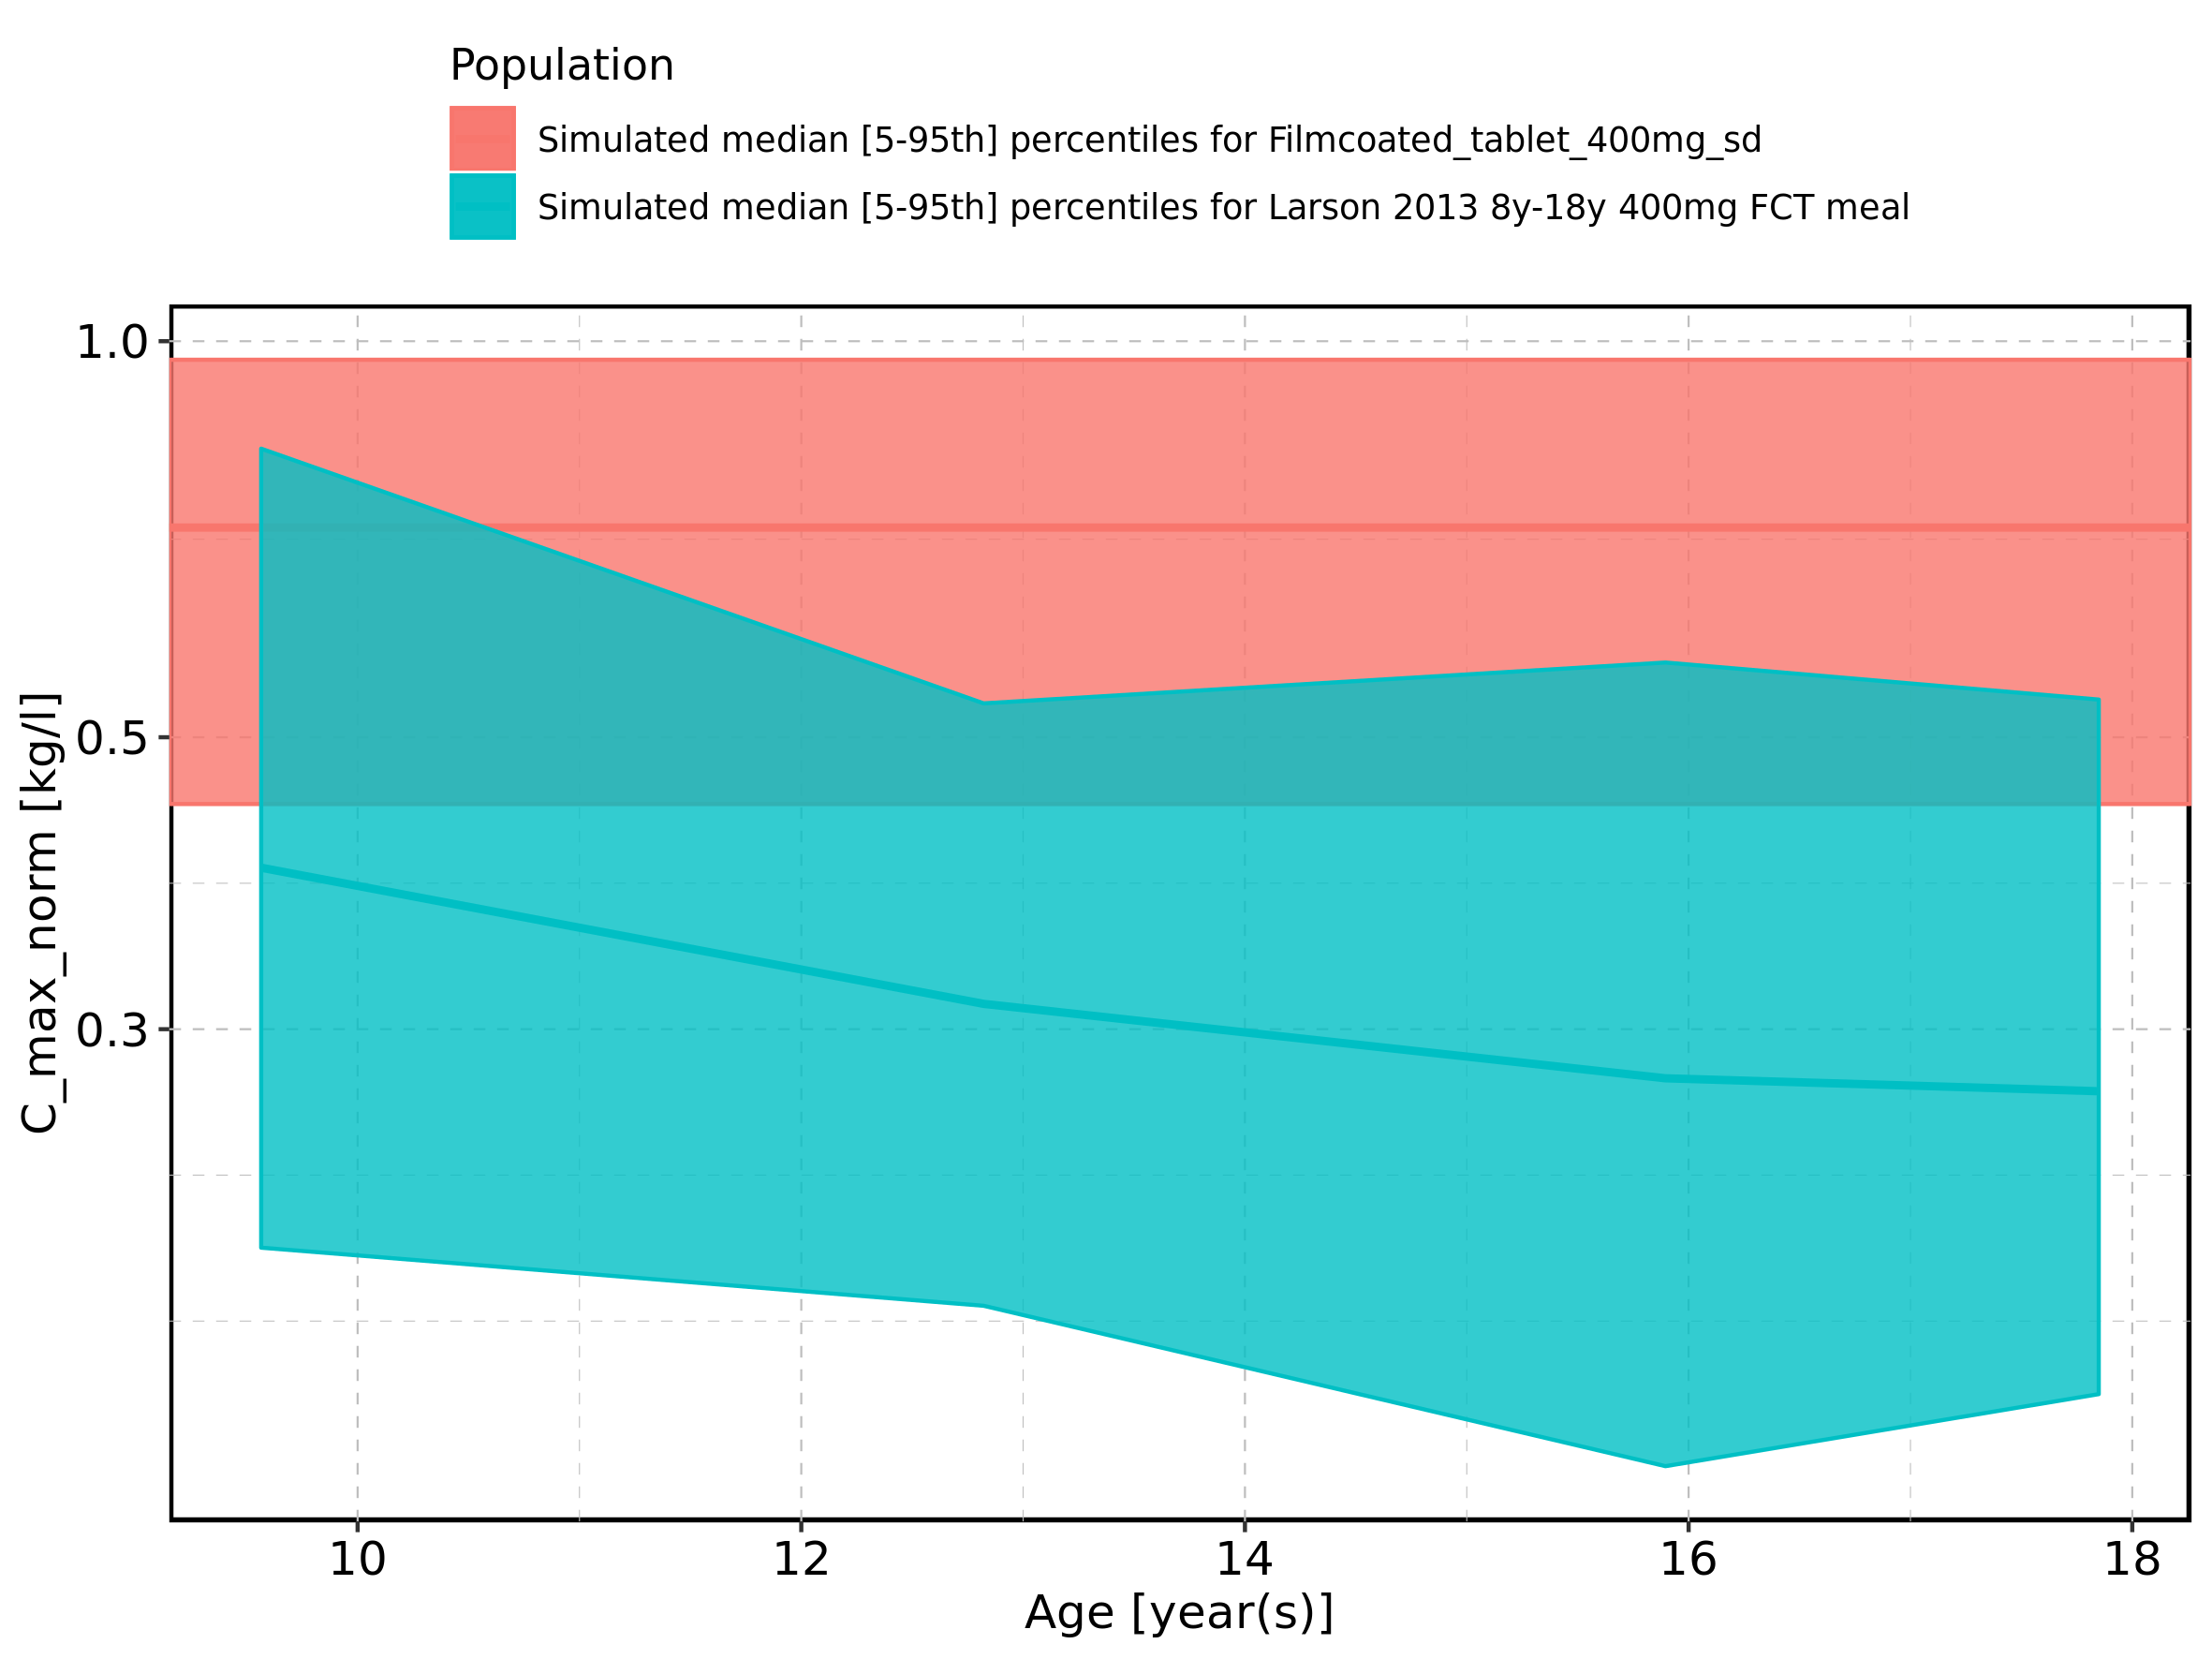 Population
Simulated median [5-95th] percentiles for Filmcoated_tablet_400mg_sd
Simulated median [5-95th] percentiles for Larson 2013 8y-18y 400mg FCT meal
1.0
0.5
0.3
C_max_norm [kg/l]
10 12 14 16 18
Age [year(s)]